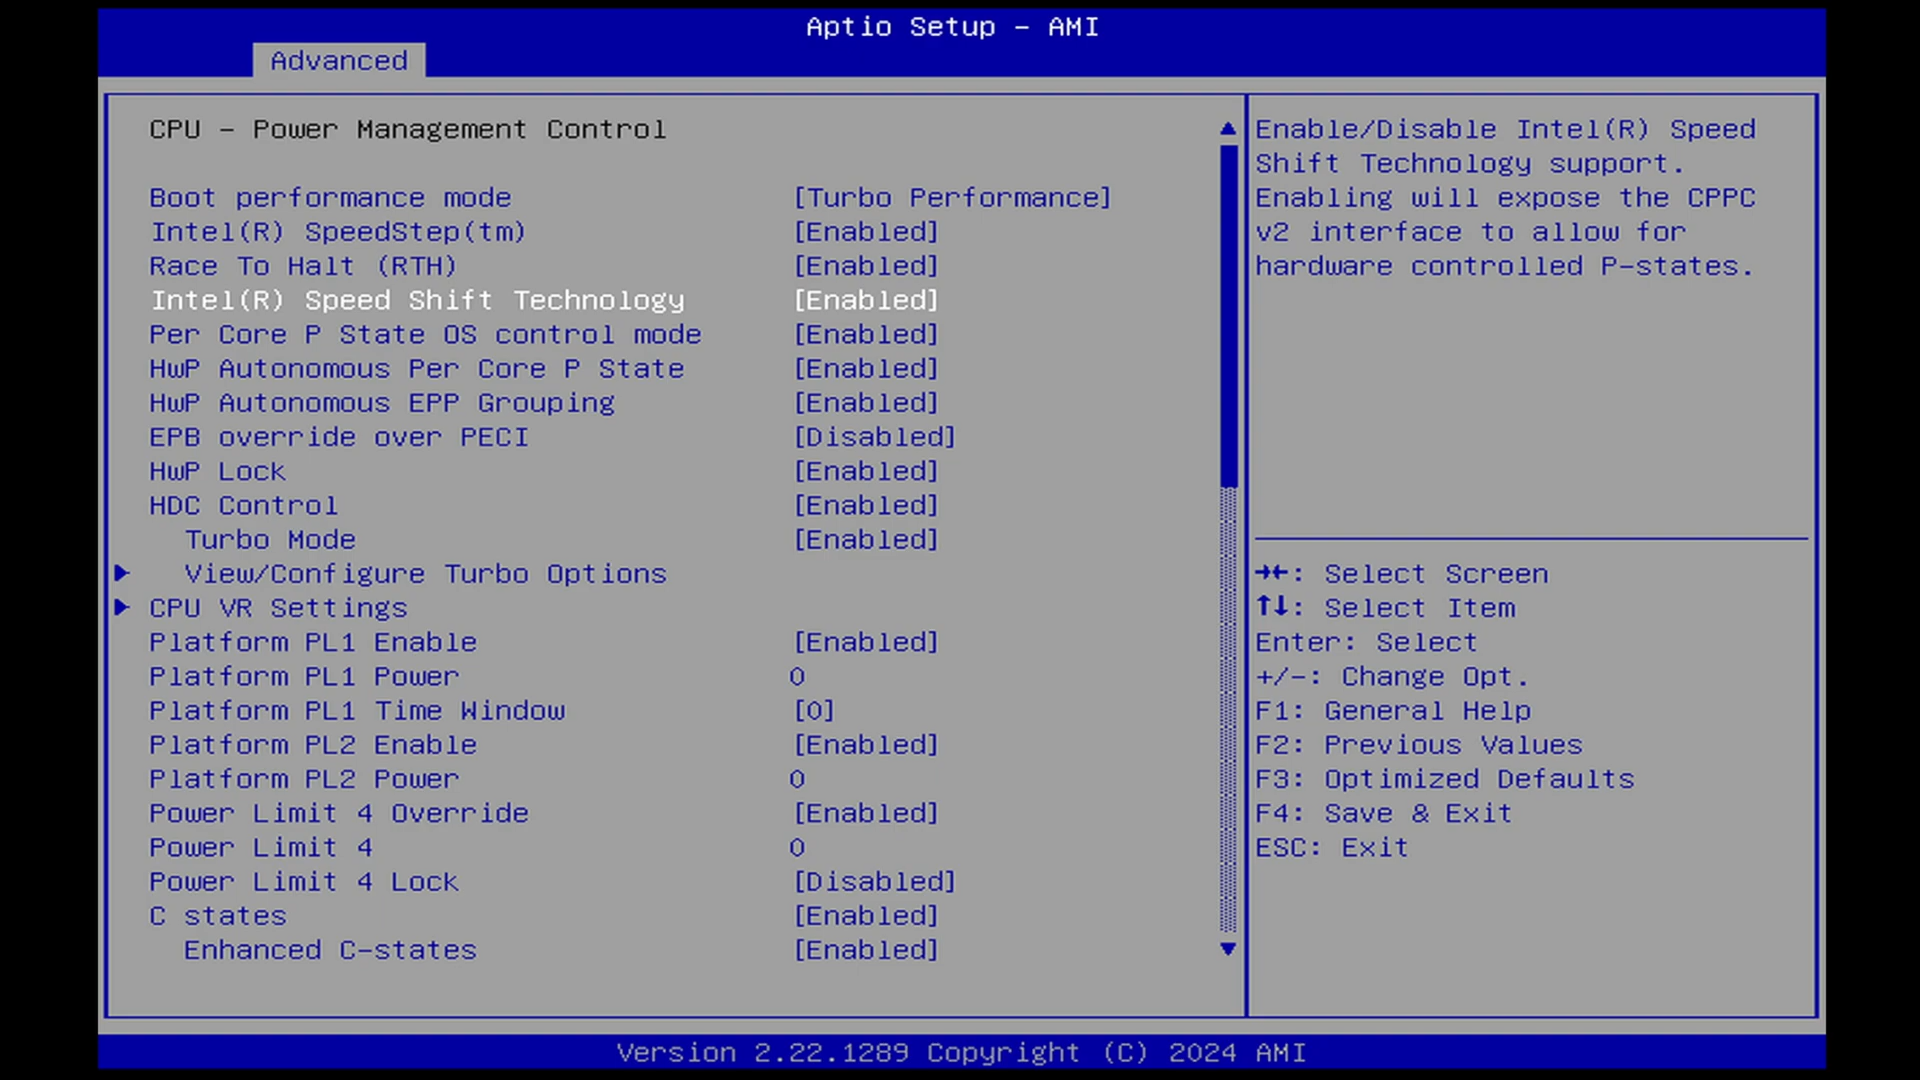 Aptio Setup – AMI
Advanced
CPU – Power Management Control
Boot performance mode [Turbo Performance]
Intel(R) SpeedStep(tm) [Enabled]
Race To Halt (RTH) [Enabled]
Intel(R) Speed Shift Technology [Enabled]
Per Core P State OS control mode [Enabled]
HwP Autonomous Per Core P State [Enabled]
HwP Autonomous EPP Grouping [Enabled]
EPB override over PECI [Disabled]
HwP Lock [Enabled]
HDC Control [Enabled]
Turbo Mode [Enabled]
View/Configure Turbo Options
CPU VR Settings
Platform PL1 Enable [Enabled]
Platform PL1 Power 0
Platform PL1 Time Window [0]
Platform PL2 Enable [Enabled]
Platform PL2 Power 0
Power Limit 4 Override [Enabled]
Power Limit 4 0
Power Limit 4 Lock [Disabled]
C states [Enabled]
Enhanced C-states [Enabled]
Enable/Disable Intel(R) Speed
Shift Technology support.
Enabling will expose the CPPC
v2 interface to allow for
hardware controlled P-states.
→←: Select Screen
↑↓: Select Item
Enter: Select
+/-: Change Opt.
F1: General Help
F2: Previous Values
F3: Optimized Defaults
F4: Save & Exit
ESC: Exit
Version 2.22.1289 Copyright (C) 2024 AMI